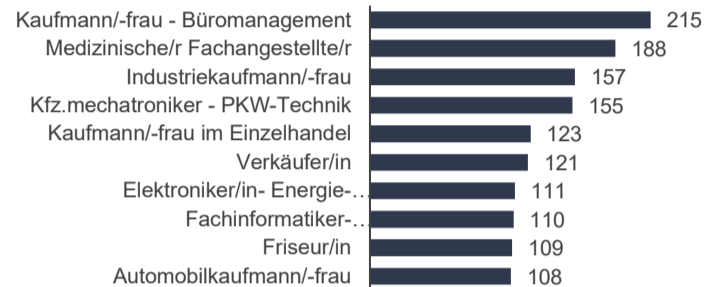 Kaufmann/-frau - Büromanagement 215
Medizinische/r Fachangestellte/r 188
Industriekaufmann/-frau 157
Kfz.mechatroniker - PKW-Technik 155
Kaufmann/-frau im Einzelhandel 123
Verkäufer/in 121
Elektroniker/in- Energie-… 111
Fachinformatiker-… 110
Friseur/in 109
Automobilkaufmann/-frau 108